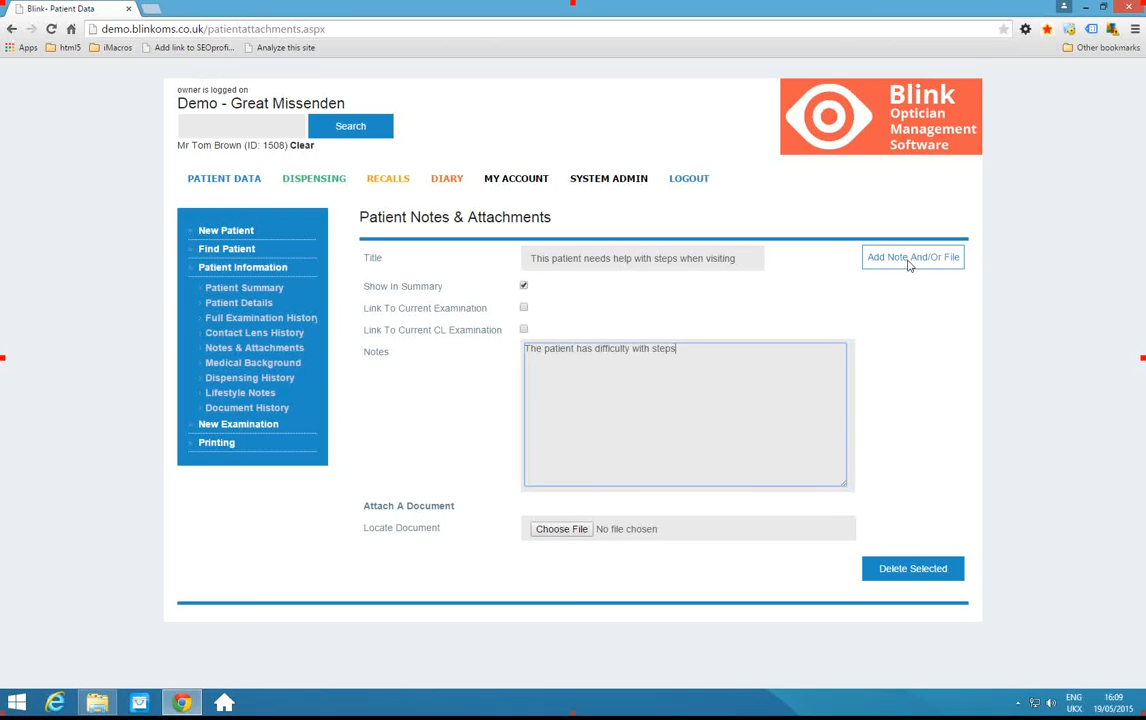 Blink- Patient Data
demo.blinkoms.co.uk/patientattachments.aspx
Apps html5 iMacros Add link to SEOprofi... Analyze this site Other bookmarks
owner is logged on
Demo - Great Missenden
Search
Mr Tom Brown (ID: 1508) Clear
Blink
Optician
Management
Software
PATIENT DATA DISPENSING RECALLS DIARY MY ACCOUNT SYSTEM ADMIN LOGOUT
New Patient
Find Patient
Patient Information
Patient Summary
Patient Details
Full Examination History
Contact Lens History
Notes & Attachments
Medical Background
Dispensing History
Lifestyle Notes
Document History
New Examination
Printing
Patient Notes & Attachments
Title This patient needs help with steps when visiting Add Note And/Or File
Show In Summary
Link To Current Examination
Link To Current CL Examination
Notes The patient has difficulty with steps
Attach A Document
Locate Document Choose File No file chosen
Delete Selected
ENG 16:09
UKX 19/05/2015